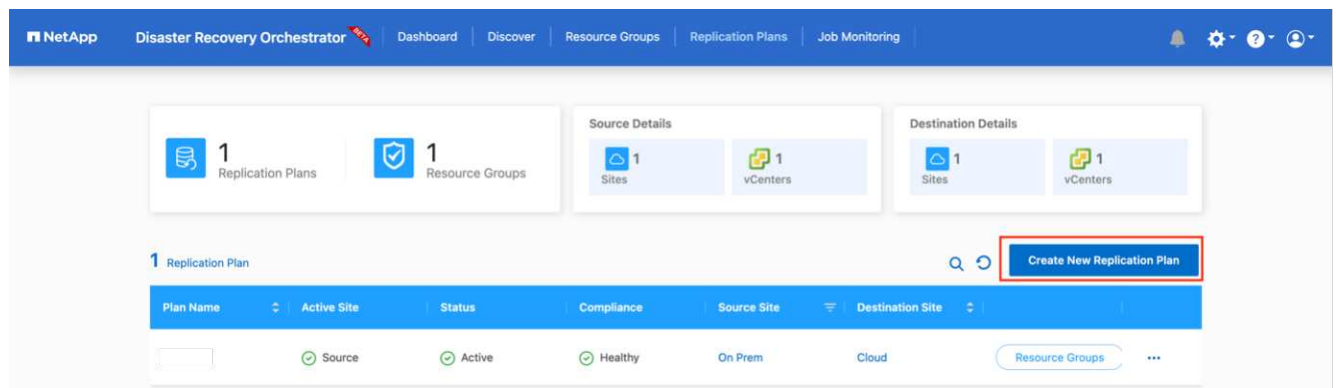 NetApp Disaster Recovery Orchestrator BETA Dashboard Discover Resource Groups Replication Plans Job Monitoring
Source Details Destination Details
1 Replication Plans
1 Resource Groups
1 Sites
1 vCenters
1 Sites
1 vCenters
1 Replication Plan
Create New Replication Plan
Plan Name Active Site Status Compliance Source Site Destination Site
Source Active Healthy On Prem Cloud Resource Groups